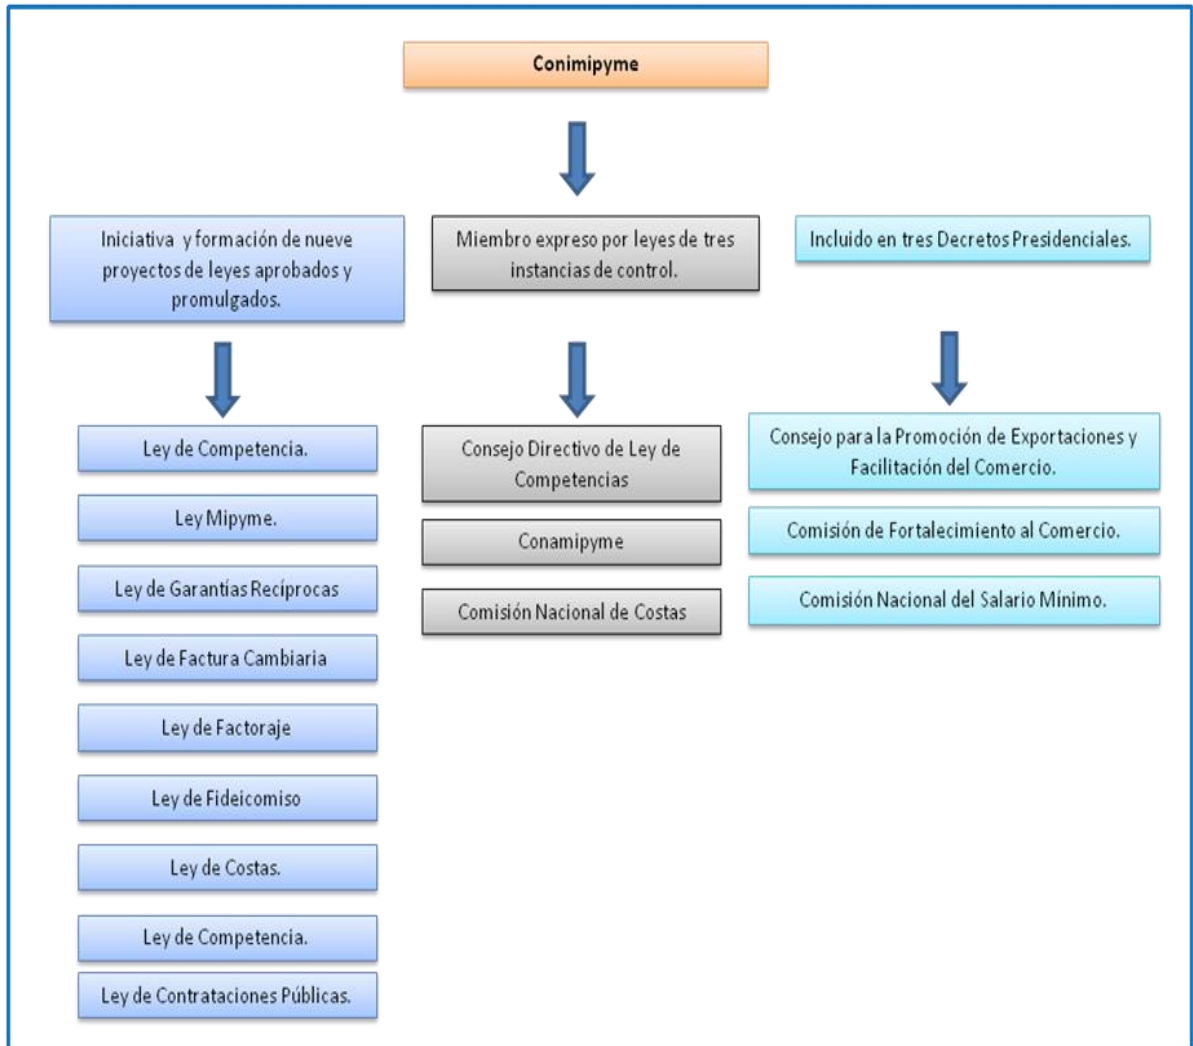 Conimipyme
Iniciativa y formación de nueve
proyectos de leyes aprobados y
promulgados.
Miembro expreso por leyes de tres
instancias de control.
Incluido en tres Decretos Presidenciales.
Ley de Competencia.
Ley Mipyme.
Ley de Garantías Recíprocas
Ley de Factura Cambiaria
Ley de Factoraje
Ley de Fideicomiso
Ley de Costas.
Ley de Competencia.
Ley de Contrataciones Públicas.
Consejo Directivo de Ley de
Competencias
Conamipyme
Comisión Nacional de Costas
Consejo para la Promoción de Exportaciones y
Facilitación del Comercio.
Comisión de Fortalecimiento al Comercio.
Comisión Nacional del Salario Mínimo.